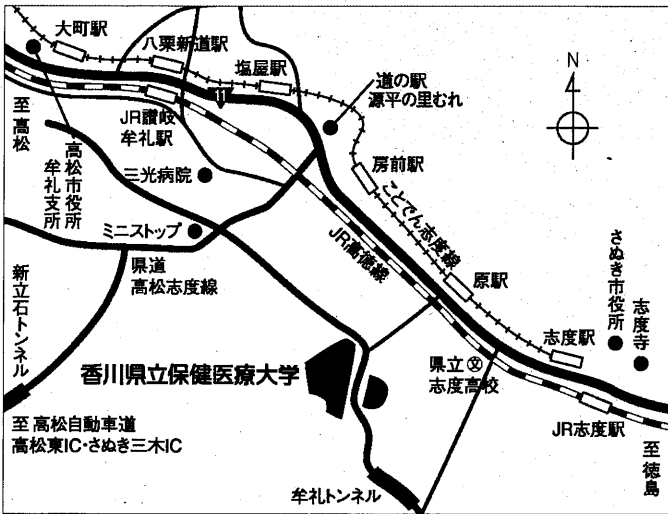 大町駅
八栗新道駅
塩屋駅
道の駅
源平の里むれ
N
11
JR讃岐
牟礼駅
至高松
高松市役所
牟礼支所
三光病院
房前駅
ことでん志度線
ミニストップ
JR高徳線
県道
高松志度線
原駅
さぬき市役所
志度寺
新立石トンネル
志度駅
県立文
志度高校
香川県立保健医療大学
至 高松自動車道
高松東IC・さぬき三木IC
JR志度駅
至徳島
牟礼トンネル